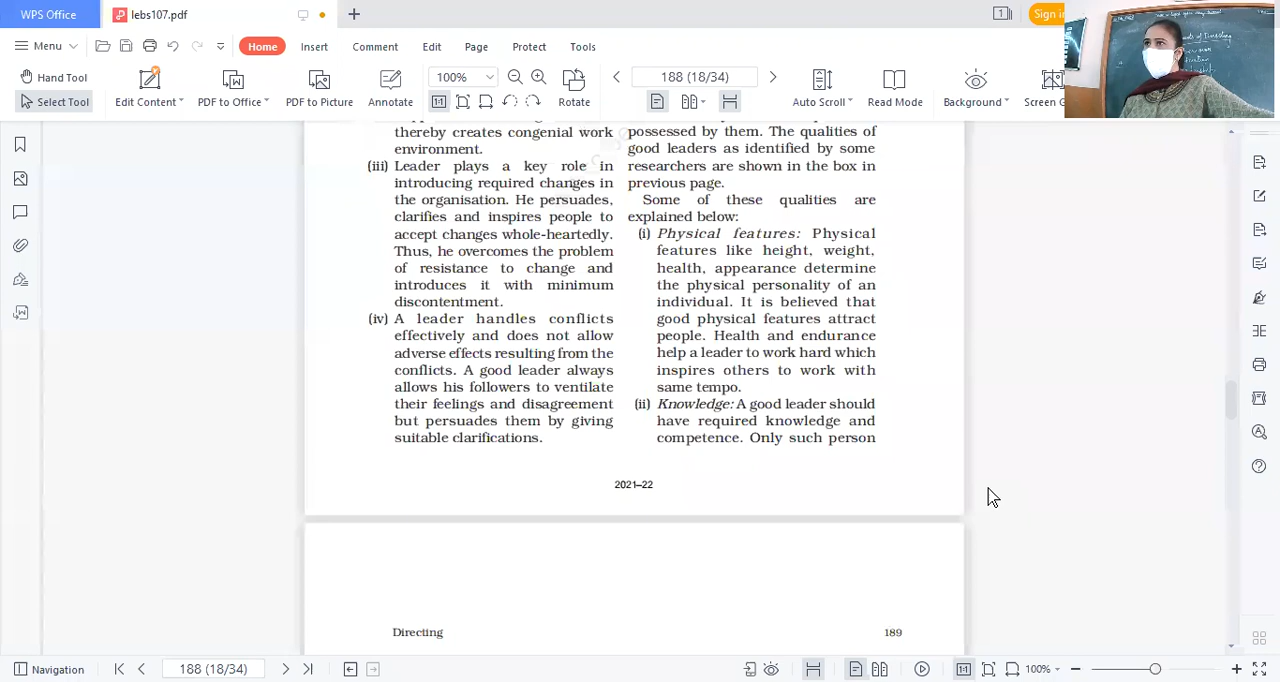 WPS Office
lebs107.pdf
1
Sign in
Menu
Home
Insert
Comment
Edit
Page
Protect
Tools
Hand Tool
Select Tool
Edit Content
PDF to Office
PDF to Picture
Annotate
100%
1:1
Rotate
188 (18/34)
Auto Scroll
Read Mode
Background
Screen G
thereby creates congenial work
environment.
(iii) Leader plays a key role in
introducing required changes in
the organisation. He persuades,
clarifies and inspires people to
accept changes whole-heartedly.
Thus, he overcomes the problem
of resistance to change and
introduces it with minimum
discontentment.
(iv) A leader handles conflicts
effectively and does not allow
adverse effects resulting from the
conflicts. A good leader always
allows his followers to ventilate
their feelings and disagreement
but persuades them by giving
suitable clarifications.
possessed by them. The qualities of
good leaders as identified by some
researchers are shown in the box in
previous page.
Some of these qualities are
explained below:
(i) Physical features: Physical
features like height, weight,
health, appearance determine
the physical personality of an
individual. It is believed that
good physical features attract
people. Health and endurance
help a leader to work hard which
inspires others to work with
same tempo.
(ii) Knowledge: A good leader should
have required knowledge and
competence. Only such person
2021–22
Directing
189
Navigation
188 (18/34)
1:1
100%